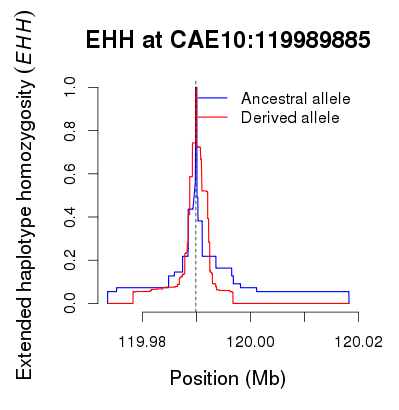 EHH at CAE10:119989885
Ancestral allele
Derived allele
Extended haplotype homozygosity (EHH)
1.0
0.8
0.6
0.4
0.2
0.0
119.98
120.00
120.02
Position (Mb)